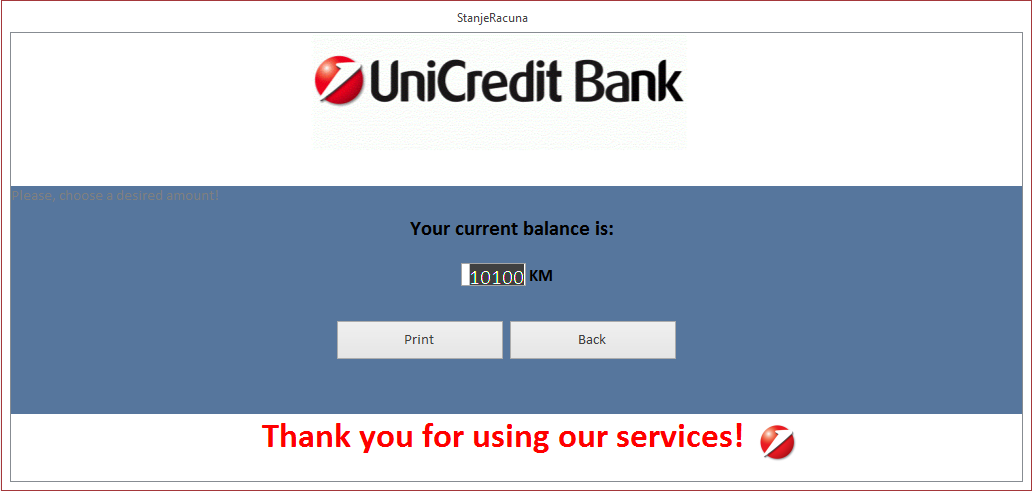 StanjeRacuna
UniCredit Bank
Please, choose a desired amount!
Your current balance is:
10100 KM
Print Back
Thank you for using our services!